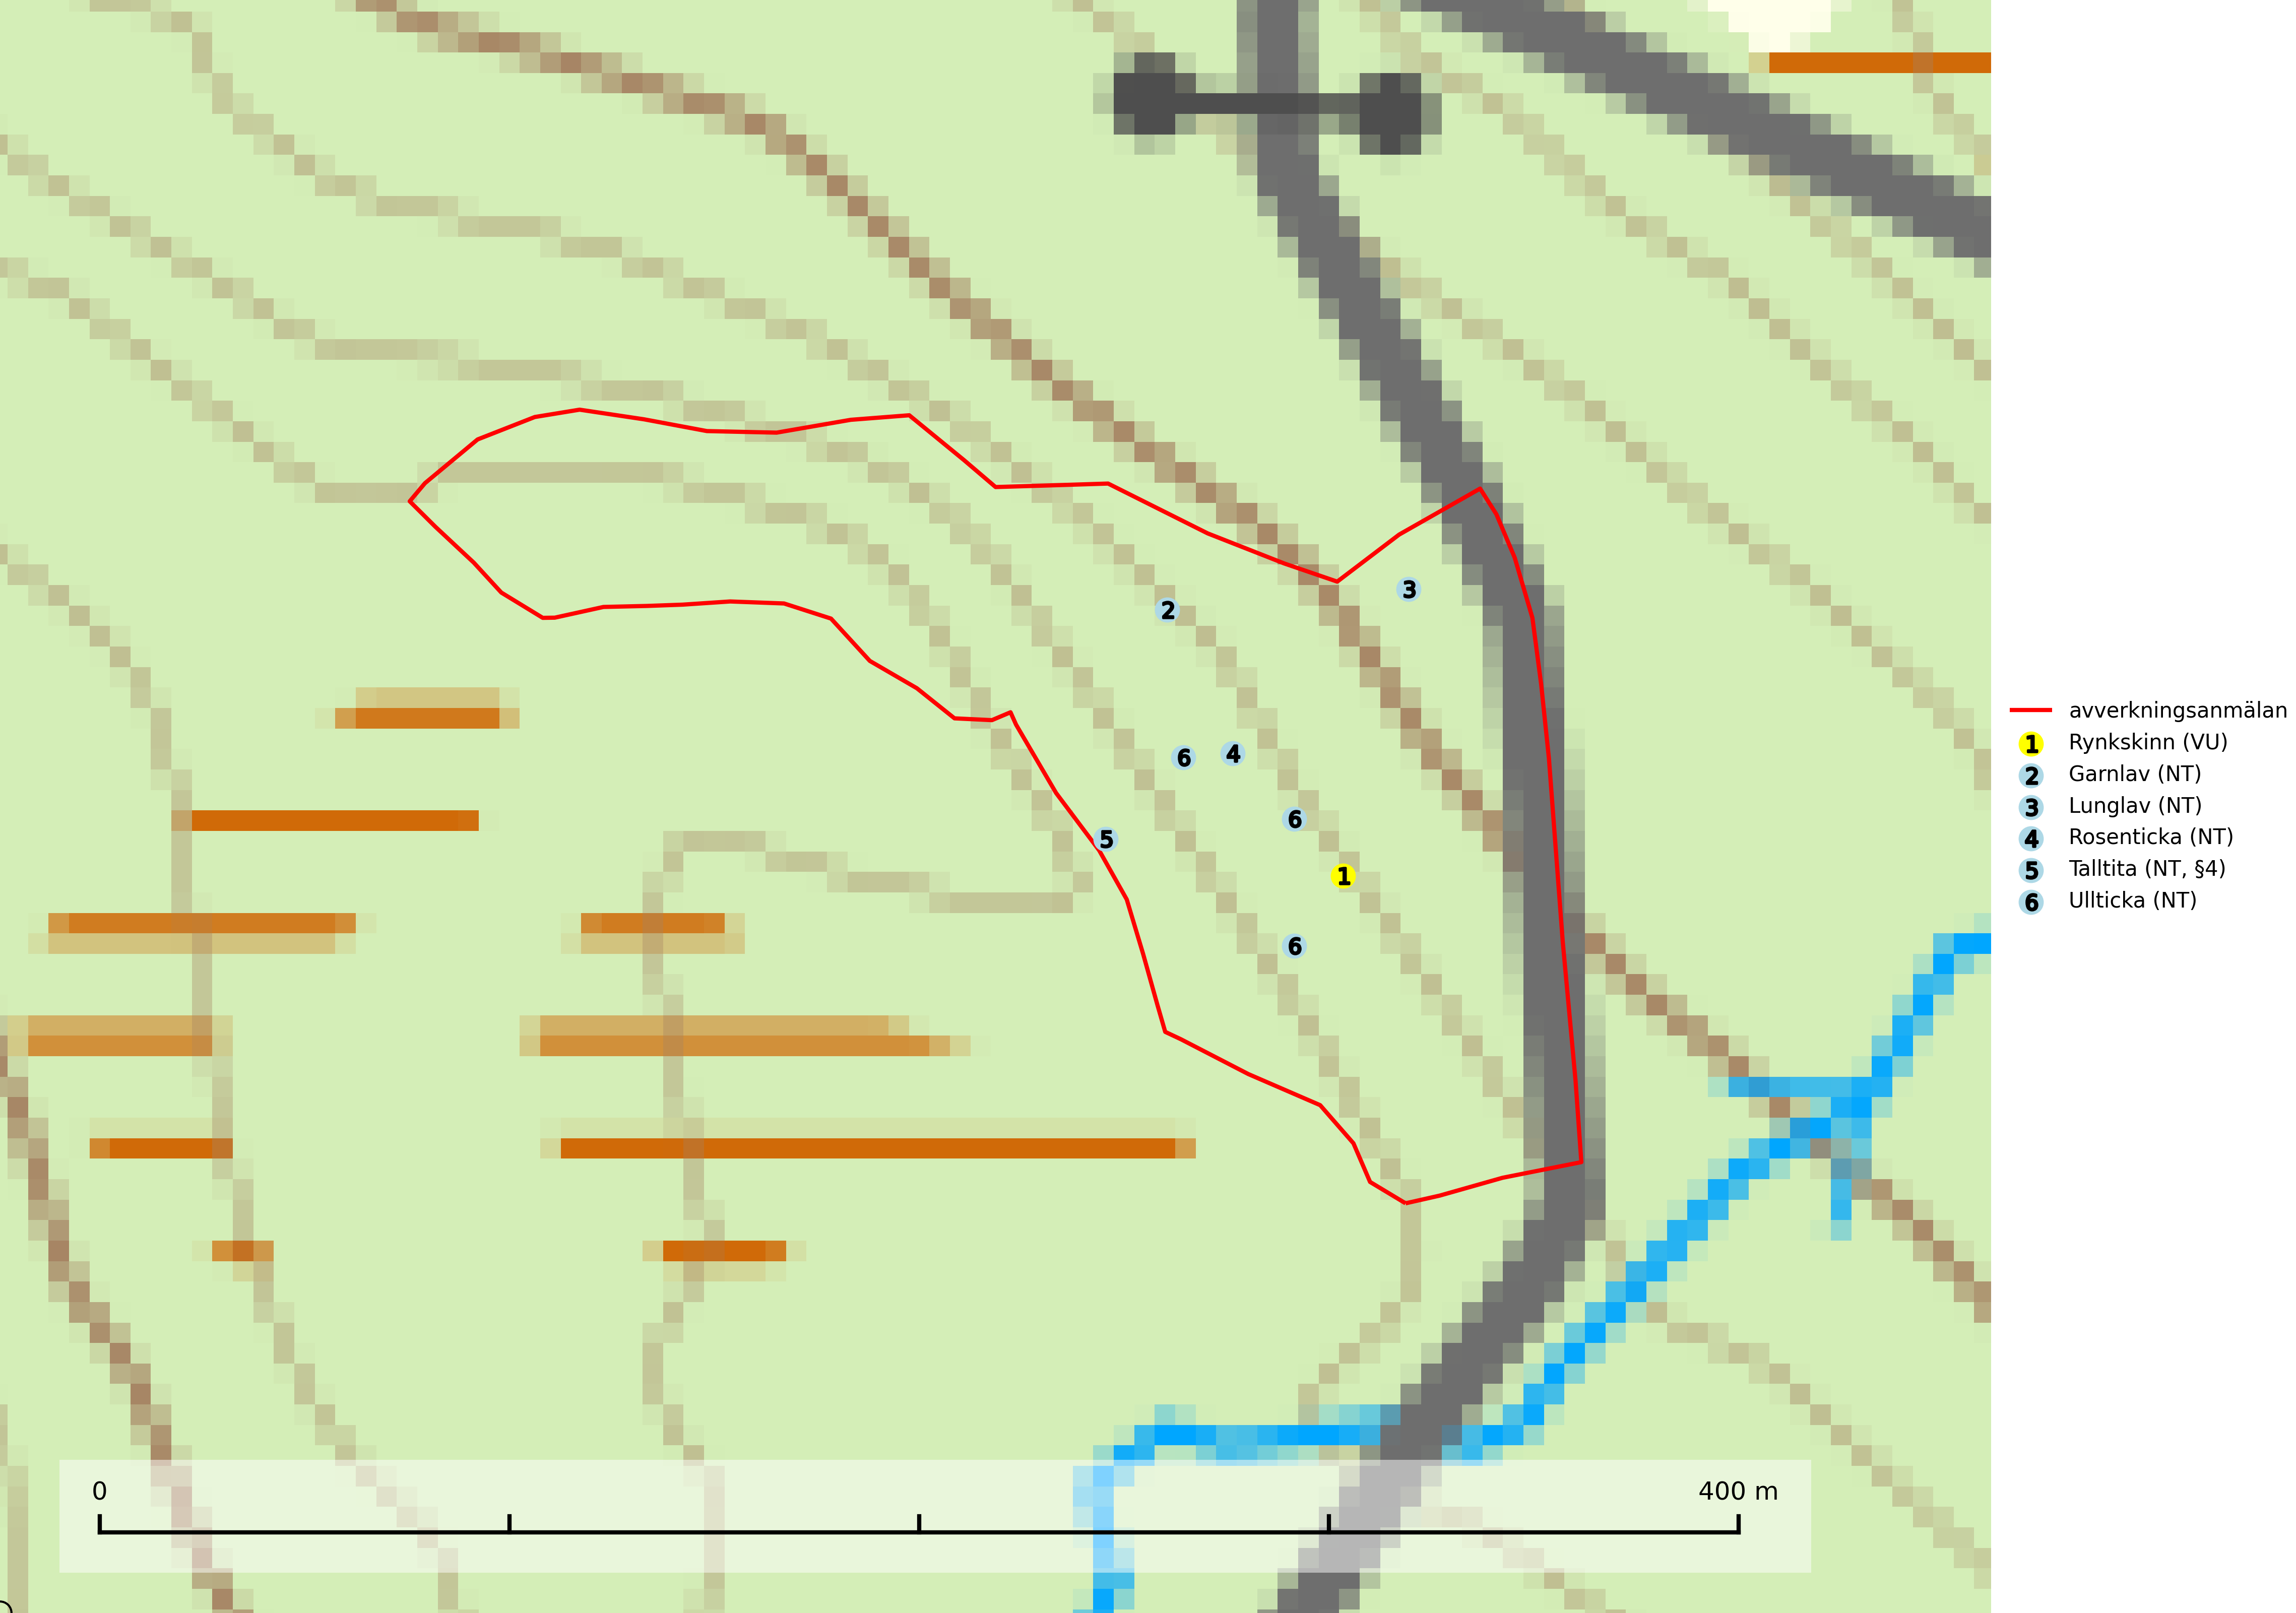 3
2
6 4
6
5
1
6
avverkningsanmälan
1 Rynkskinn (VU)
2 Garnlav (NT)
3 Lunglav (NT)
4 Rosenticka (NT)
5 Talltita (NT, §4)
6 Ullticka (NT)
0 400 m